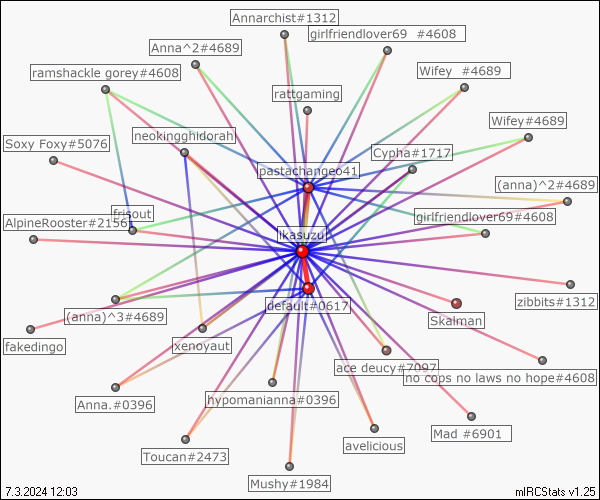 Annarchist#1312
girlfriendlover69 #4608
Anna^2#4689
ramshackle gorey#4608
Wifey #4689
rattgaming
Wifey#4689
neokingghidorah
Soxy Foxy#5076
Cypha#1717
pastachangeo41
(anna)^2#4689
frisout
girlfriendlover69#4608
AlpineRooster#2156
ikasuzu
default#0617
zibbits#1312
(anna)^3#4689
Skalman
fakedingo
xenoyaut
ace deucy#7097
no cops no laws no hope#4608
hypomanianna#0396
Anna.#0396
Mad #6901
avelicious
Toucan#2473
Mushy#1984
7.3.2024 12:03
mIRCStats v1.25